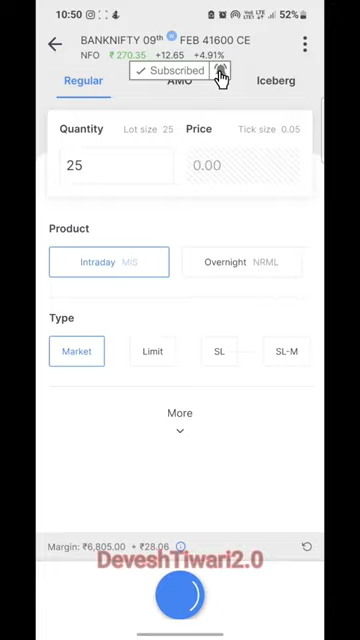 10:50 52%
BANKNIFTY 09th W FEB 41600 CE
NFO ₹ 270.35 +12.65 +4.91%
Subscribed
Regular AMO Iceberg
Quantity Lot size 25 Price Tick size 0.05
25 0.00
Product
Intraday MIS Overnight NRML
Type
Market Limit SL SL-M
More
Margin: ₹6,805.00 + ₹28.06
DeveshTiwari2.0